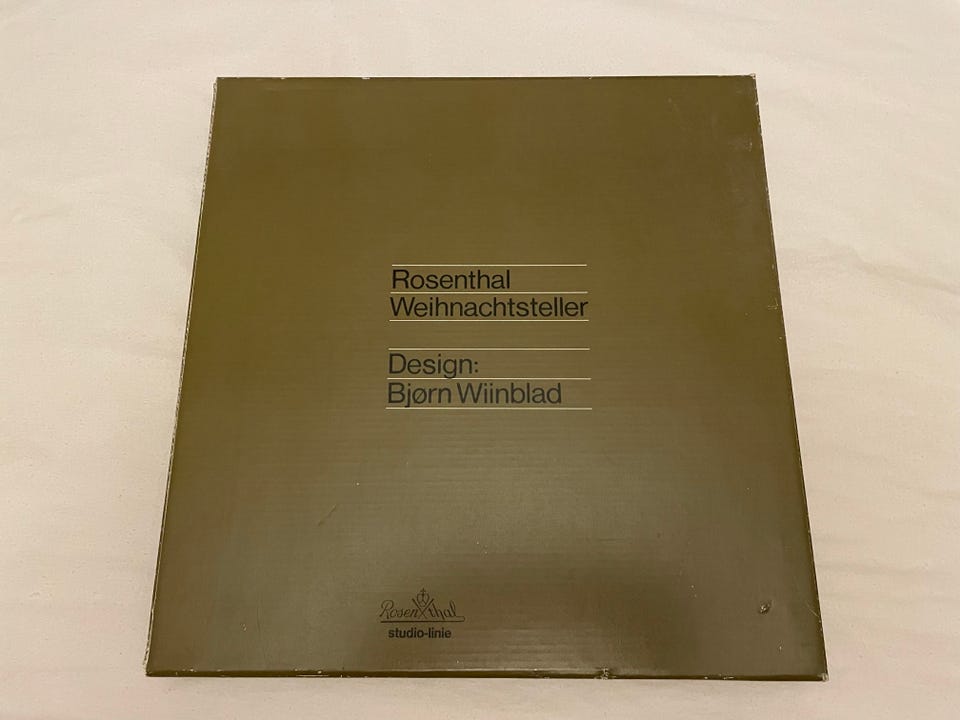 Rosenthal
Weihnachtsteller
Design:
Bjørn Wiinblad
Rosenthal
studio-linie